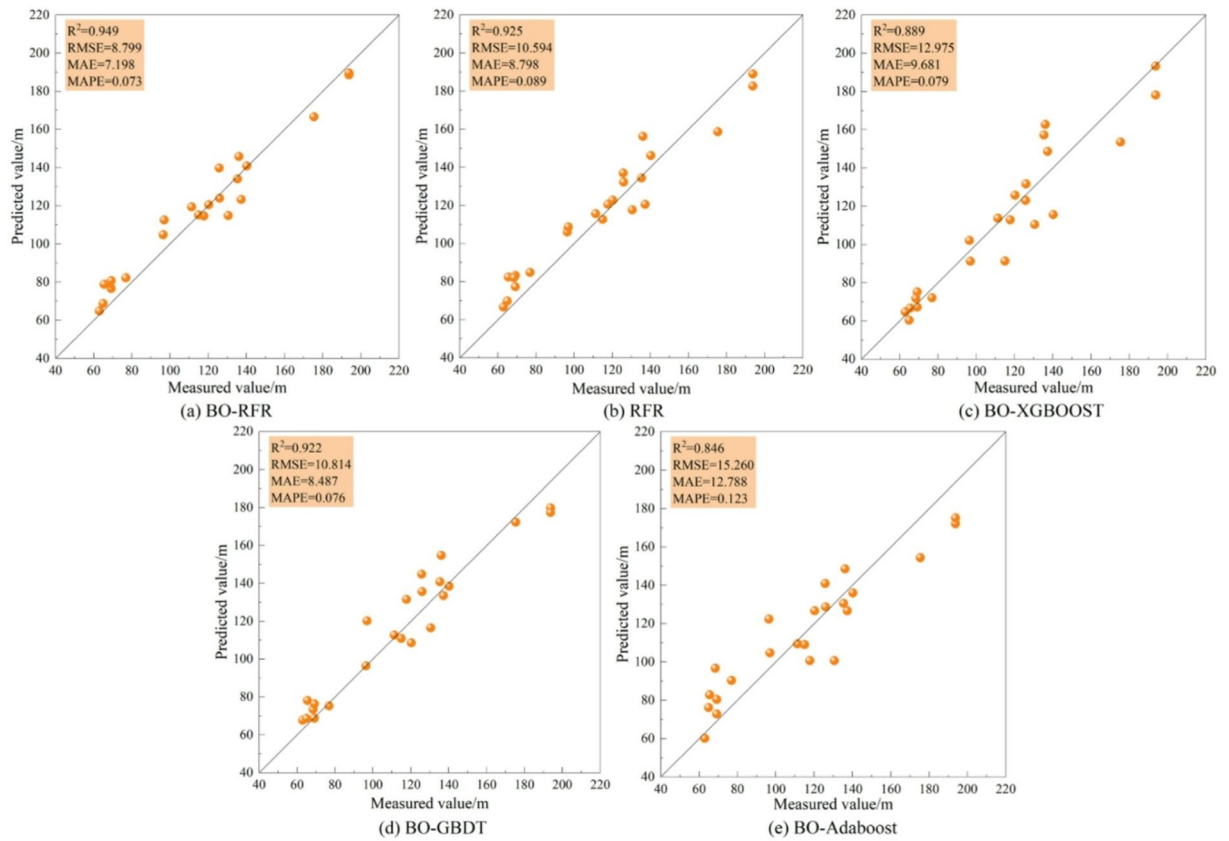 R²=0.949
RMSE=8.799
MAE=7.198
MAPE=0.073
220
200
180
160
140
120
100
80
60
40
Predicted value/m
40 60 80 100 120 140 160 180 200 220
Measured value/m
(a) BO-RFR
R²=0.925
RMSE=10.594
MAE=8.798
MAPE=0.089
220
200
180
160
140
120
100
80
60
40
Predicted value/m
40 60 80 100 120 140 160 180 200 220
Measured value/m
(b) RFR
R²=0.889
RMSE=12.975
MAE=9.681
MAPE=0.079
220
200
180
160
140
120
100
80
60
40
Predicted value/m
40 60 80 100 120 140 160 180 200 220
Measured value/m
(c) BO-XGBOOST
R²=0.922
RMSE=10.814
MAE=8.487
MAPE=0.076
220
200
180
160
140
120
100
80
60
40
Predicted value/m
40 60 80 100 120 140 160 180 200 220
Measured value/m
(d) BO-GBDT
R²=0.846
RMSE=15.260
MAE=12.788
MAPE=0.123
220
200
180
160
140
120
100
80
60
40
Predicted value/m
40 60 80 100 120 140 160 180 200 220
Measured value/m
(e) BO-Adaboost